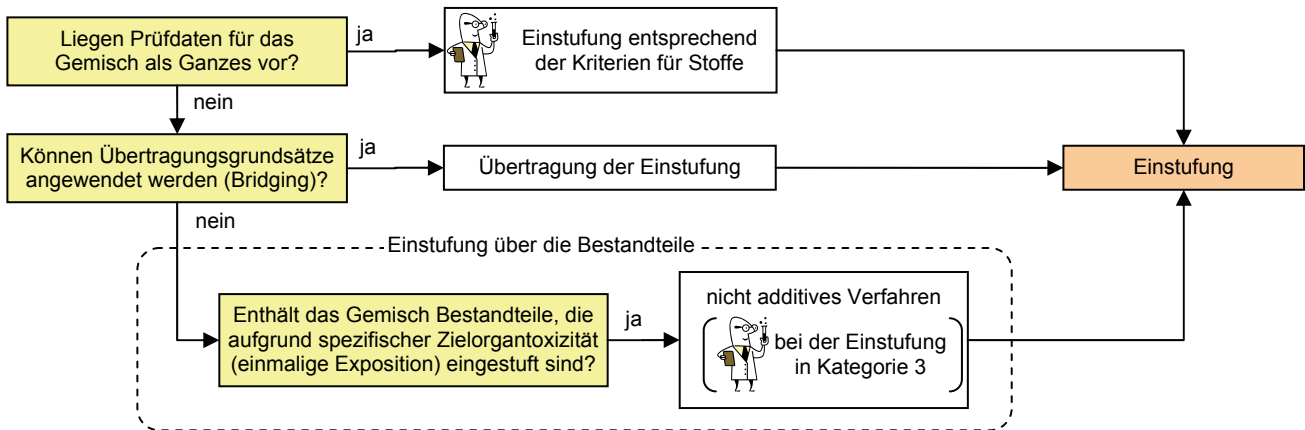 Liegen Prüfdaten für das
Gemisch als Ganzes vor?
ja
Einstufung entsprechend
der Kriterien für Stoffe
nein
Können Übertragungsgrundsätze
angewendet werden (Bridging)?
ja
Übertragung der Einstufung
Einstufung
nein
Einstufung über die Bestandteile
Enthält das Gemisch Bestandteile, die
aufgrund spezifischer Zielorgantoxizität
(einmalige Exposition) eingestuft sind?
ja
nicht additives Verfahren
bei der Einstufung
in Kategorie 3